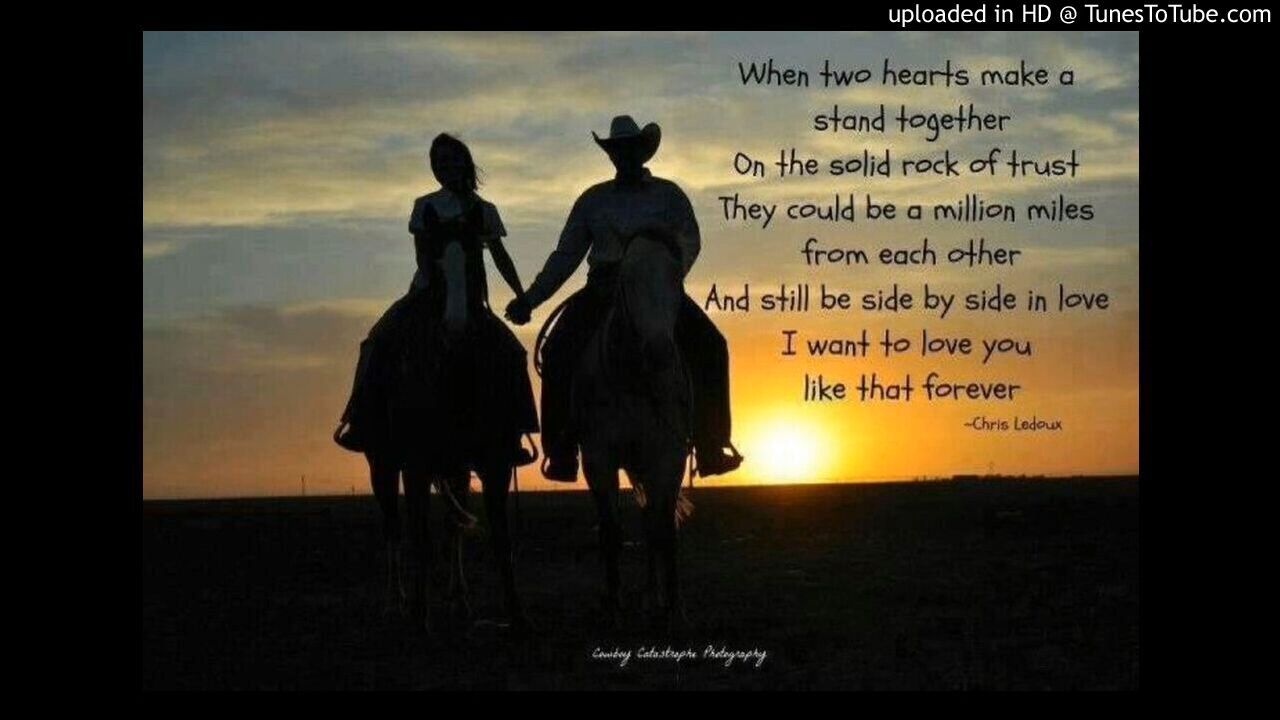 uploaded in HD @ TunesToTube.com
When two hearts make a
stand together
On the solid rock of trust
They could be a million miles
from each other
And still be side by side in love
I want to love you
like that forever
~Chris Ledoux
Cowboy Catastrophe Photography